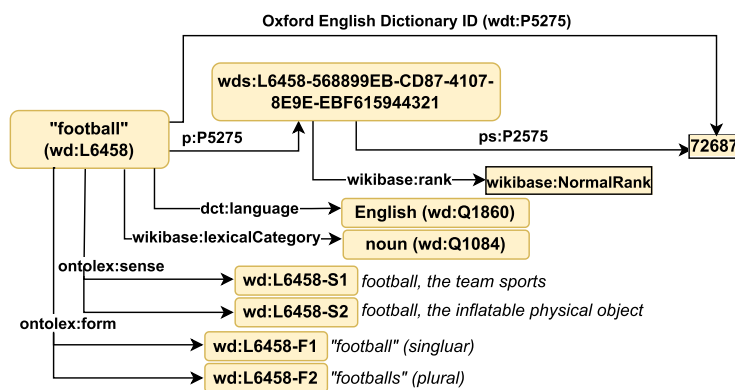 Oxford English Dictionary ID (wdt:P5275)
wds:L6458-568899EB-CD87-4107-
8E9E-EBF615944321
"football"
(wd:L6458)
p:P5275
ps:P2575
72687
wikibase:rank
wikibase:NormalRank
dct:language
English (wd:Q1860)
wikibase:lexicalCategory
noun (wd:Q1084)
ontolex:sense
wd:L6458-S1 football, the team sports
wd:L6458-S2 football, the inflatable physical object
ontolex:form
wd:L6458-F1 "football" (singluar)
wd:L6458-F2 "footballs" (plural)